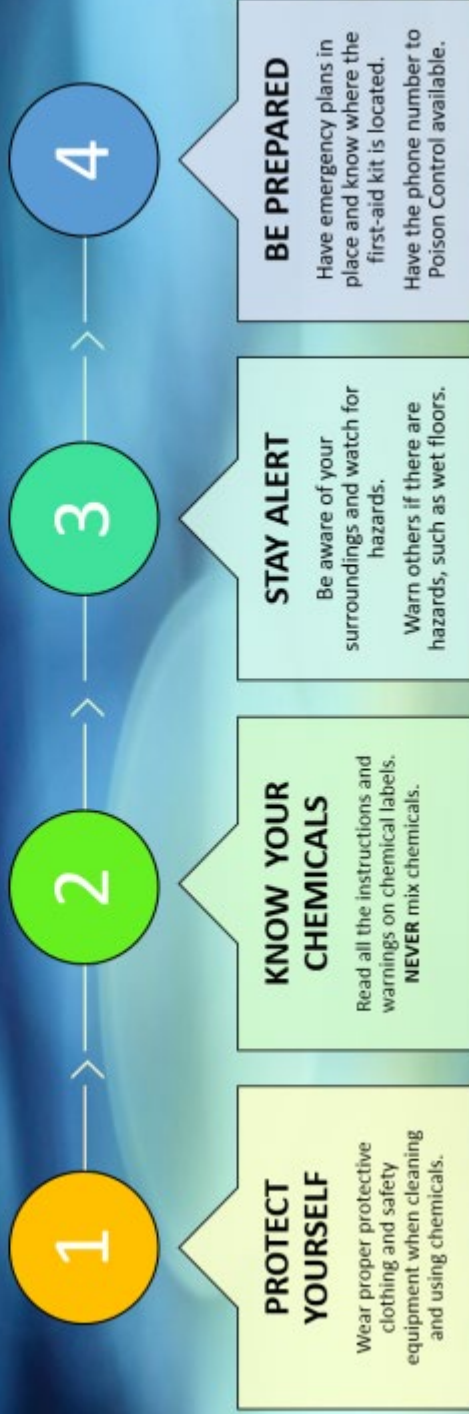 1
PROTECT
YOURSELF
Wear proper protective
clothing and safety
equipment when cleaning
and using chemicals.
2
KNOW YOUR
CHEMICALS
Read all the instructions and
warnings on chemical labels.
NEVER mix chemicals.
3
STAY ALERT
Be aware of your
surroundings and watch for
hazards.
Warn others if there are
hazards, such as wet floors.
4
BE PREPARED
Have emergency plans in
place and know where the
first-aid kit is located.
Have the phone number to
Poison Control available.